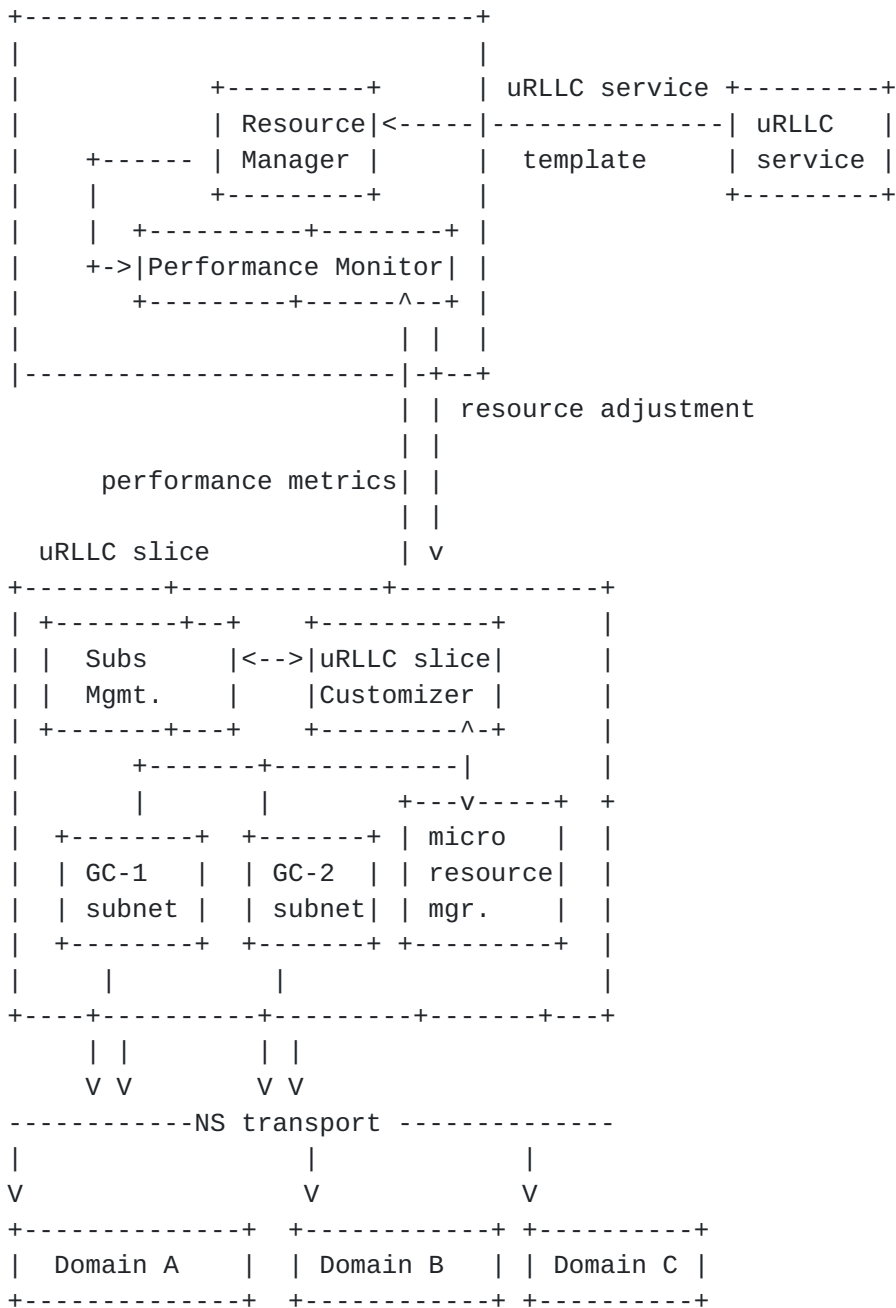 +-----------------------------+
|                             |
|            +---------+      | uRLLC service +---------+
|            | Resource|<-----|---------------| uRLLC   |
|    +------ | Manager |      |  template     | service |
|    |       +---------+      |               +---------+
|    |  +----------+--------+ |
|    +->|Performance Monitor| |
|       +---------+------^--+ |
|                        | |  |
|------------------------|-+--+
                         | | resource adjustment
                         | |
     performance metrics| |
                         | |
 uRLLC slice            | v
+---------+-------------+-------------+
| +--------+--+    +-----------+      |
| |  Subs     |<-->|uRLLC slice|      |
| |  Mgmt.    |    |Customizer |      |
| +-------+---+    +---------^-+      |
|       +-------+------------|        |
|       |       |        +---v-----+  +
|  +--------+  +-------+ | micro   |  |
|  | GC-1   |  | GC-2  | | resource|  |
|  | subnet |  | subnet| | mgr.    |  |
|  +--------+  +-------+ +---------+  |
|     |          |                    |
+----+----------+---------+-------+---+
     | |        | |
     V V        V V
------------NS transport --------------
|                  |             |
V                  V             V
+--------------+  +------------+ +----------+
|  Domain A    |  | Domain B   | | Domain C |
+--------------+  +------------+ +----------+